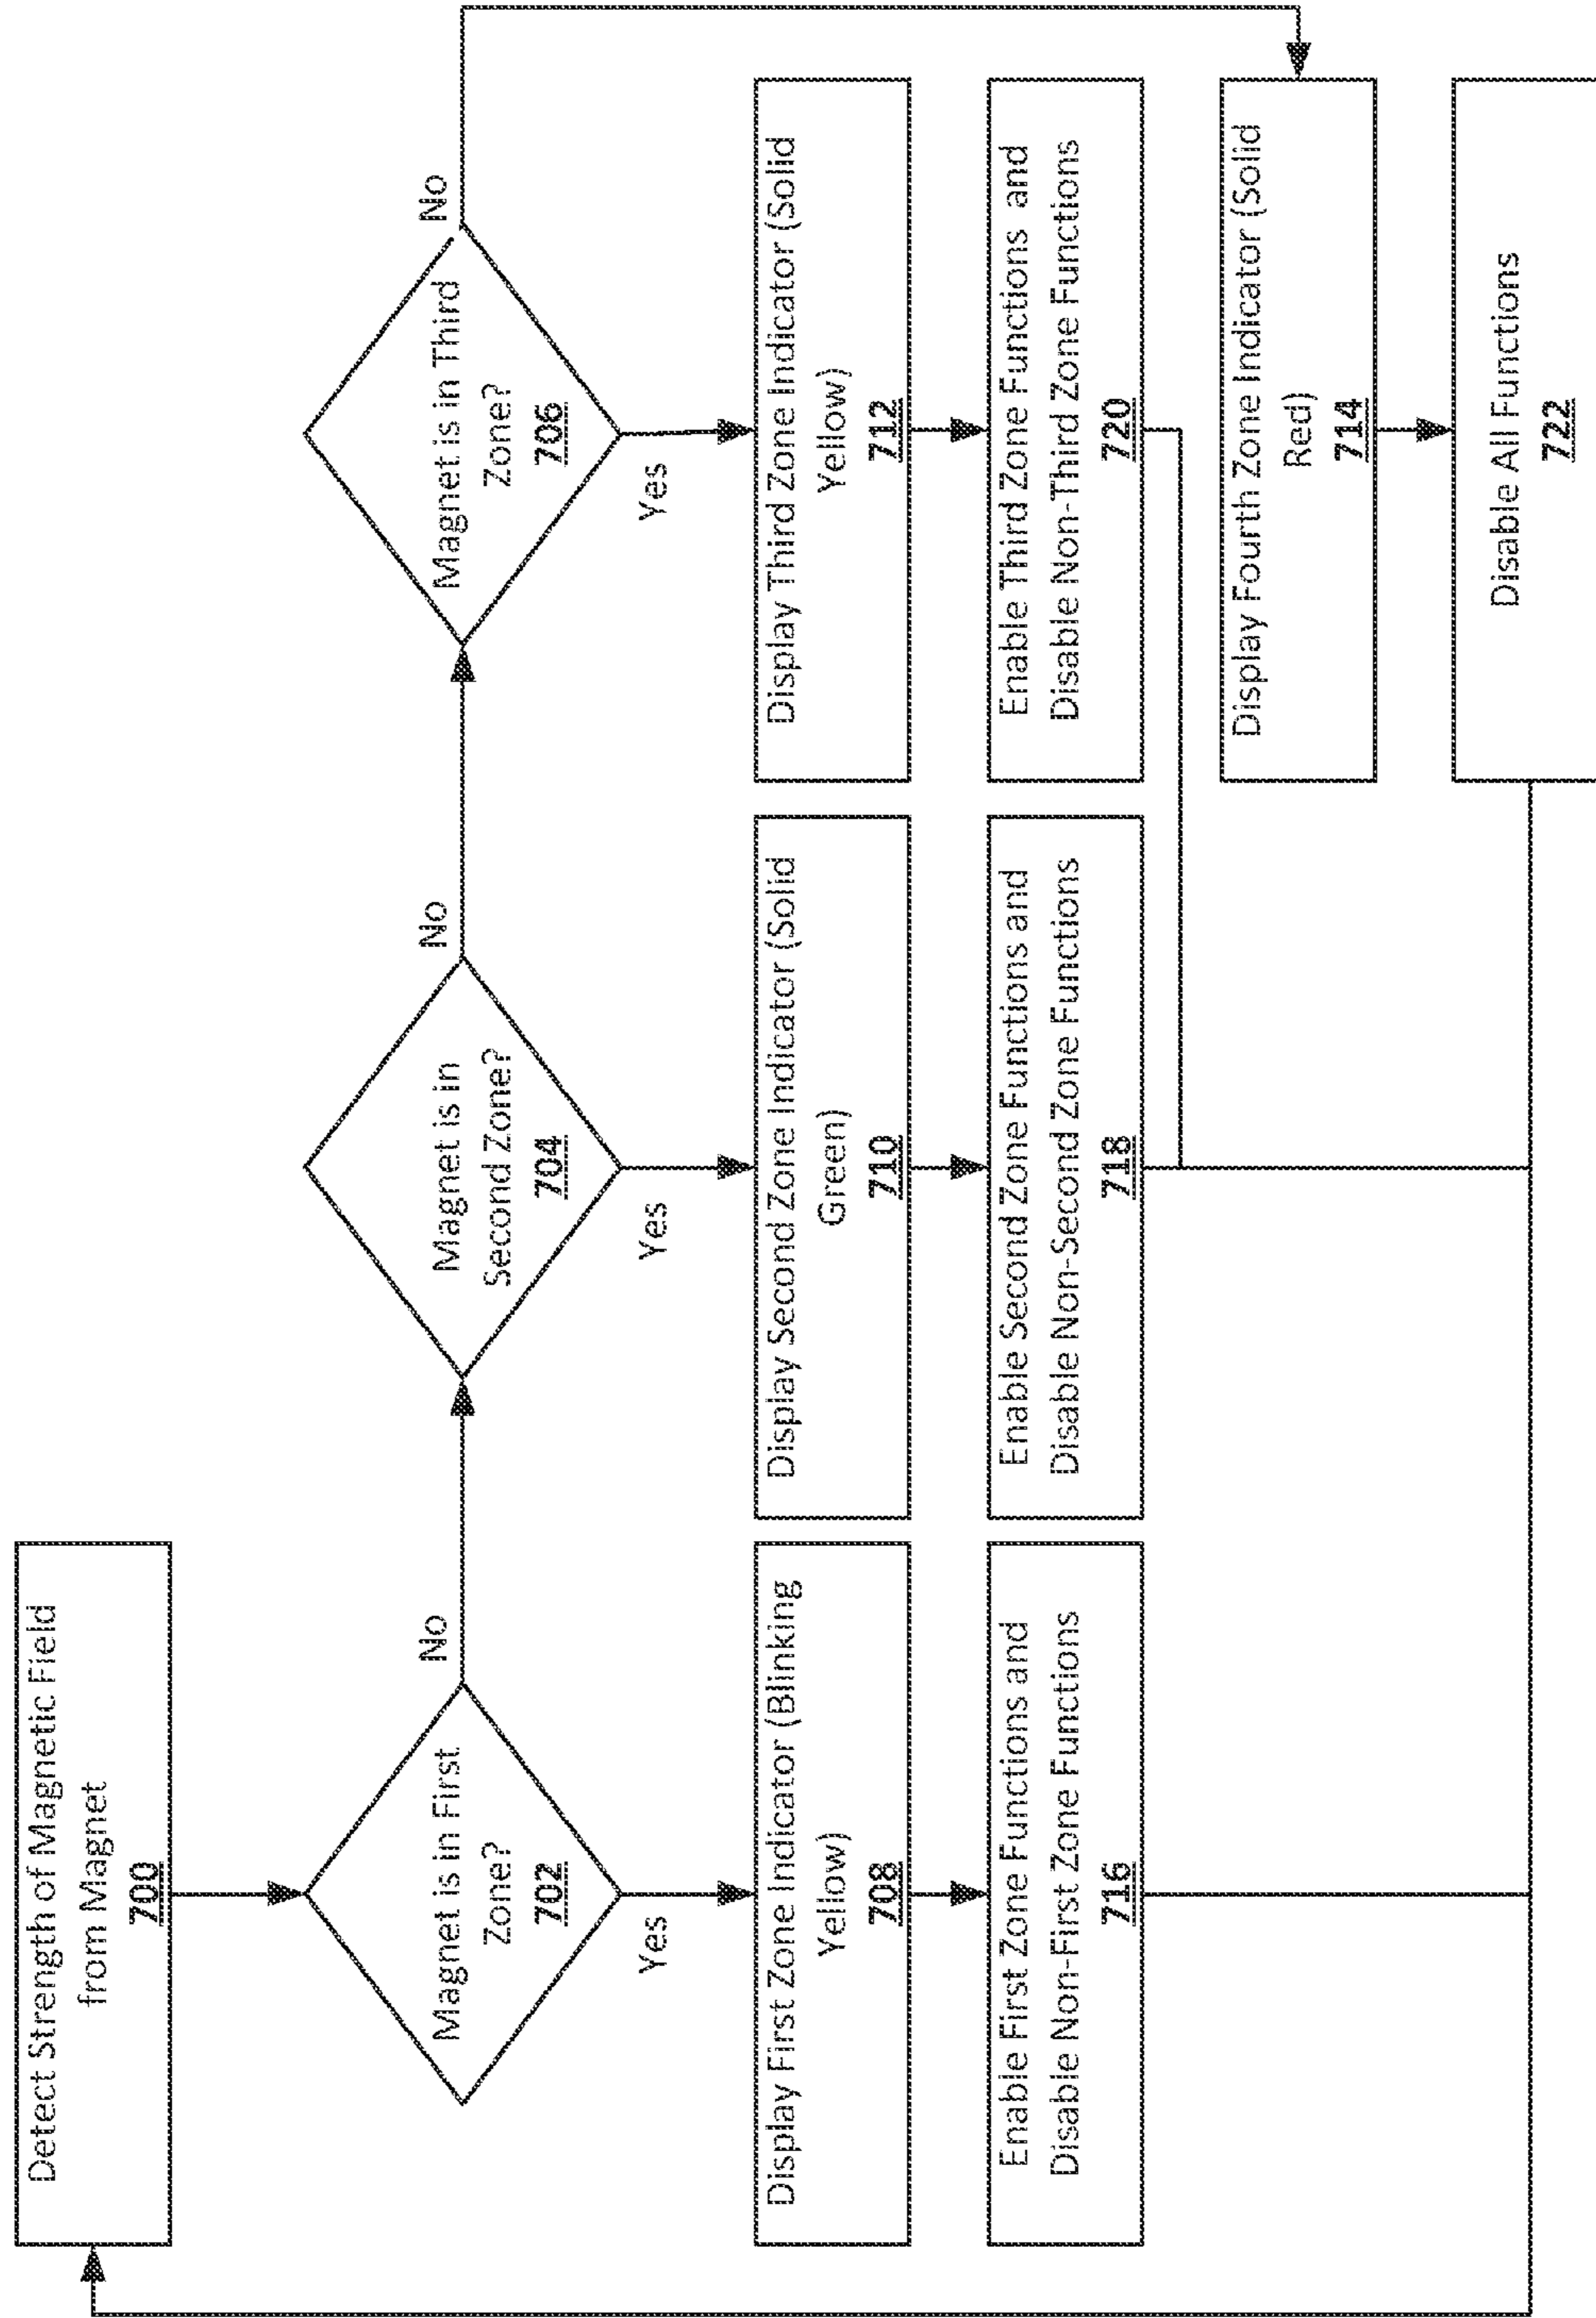 Detect Strength of Magnetic Field
from Magnet
700
Magnet is in First
Zone?
702
No
Yes
Magnet is in
Second Zone?
704
No
Yes
Magnet is in Third
Zone?
706
No
Yes
Display First Zone Indicator (Blinking
Yellow)
708
Display Second Zone Indicator (Solid
Green)
710
Display Third Zone Indicator (Solid
Yellow)
712
Enable First Zone Functions and
Disable Non-First Zone Functions
716
Enable Second Zone Functions and
Disable Non-Second Zone Functions
718
Enable Third Zone Functions and
Disable Non-Third Zone Functions
720
Display Fourth Zone Indicator (Solid
Red)
714
Disable All Functions
722